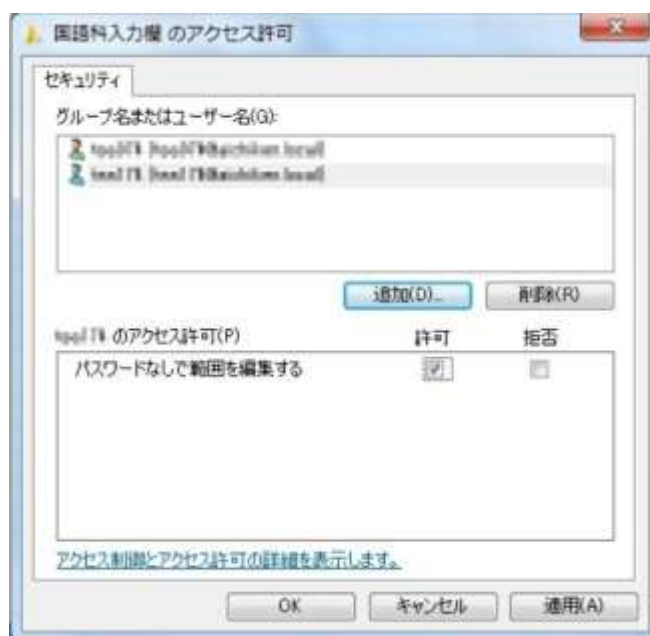 国語科入力欄 のアクセス許可
セキュリティ
グループ名またはユーザー名(G):
追加(D)...
削除(R)
のアクセス許可(P)
許可
拒否
パスワードなしで範囲を編集する
アクセス制御とアクセス許可の詳細を表示します。
OK
キャンセル
適用(A)